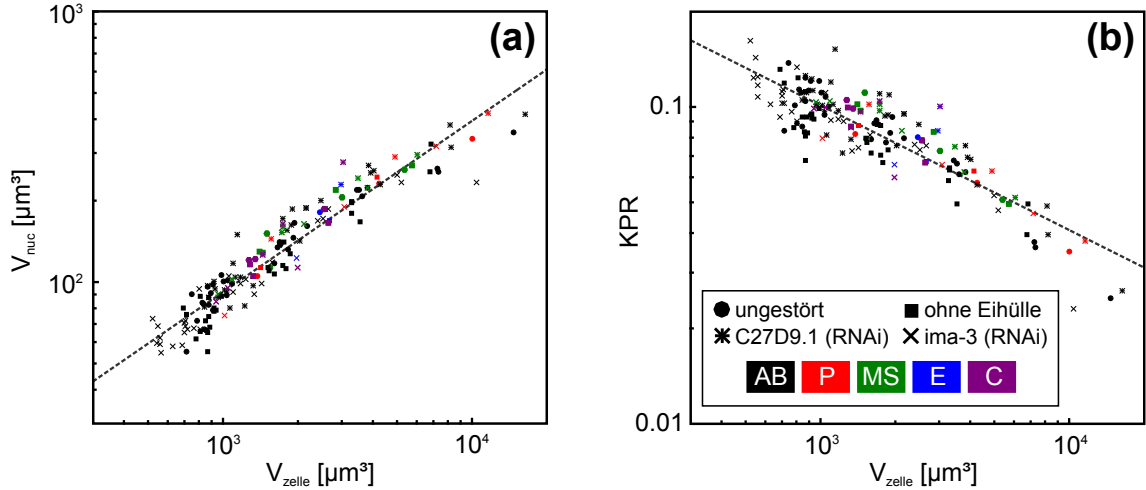 (a)
10³
10²
V_nuc [µm³]
10³
10⁴
V_zelle [µm³]
(b)
0.1
0.01
KPR
10³
10⁴
V_zelle [µm³]
ungestört
ohne Eihülle
C27D9.1 (RNAi)
ima-3 (RNAi)
AB P MS E C